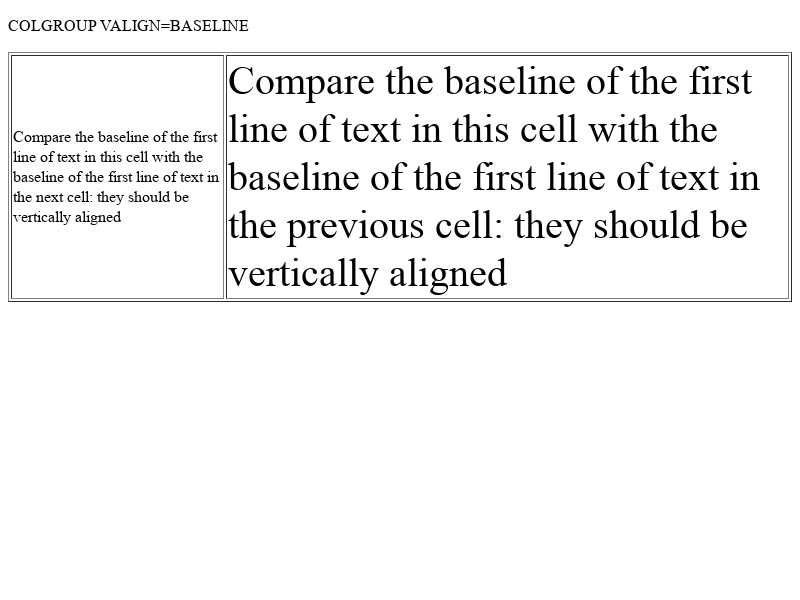 COLGROUP VALIGN=BASELINE
Compare the baseline of the first
line of text in this cell with the
baseline of the first line of text in
the next cell: they should be
vertically aligned
Compare the baseline of the first
line of text in this cell with the
baseline of the first line of text in
the previous cell: they should be
vertically aligned